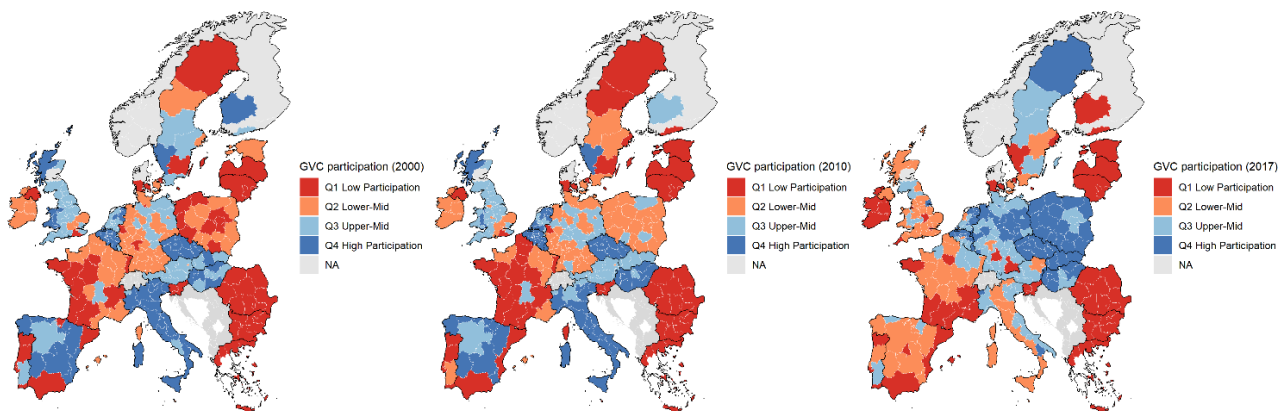 GVC participation (2000)
Q1 Low Participation
Q2 Lower-Mid
Q3 Upper-Mid
Q4 High Participation
NA
GVC participation (2010)
Q1 Low Participation
Q2 Lower-Mid
Q3 Upper-Mid
Q4 High Participation
NA
GVC participation (2017)
Q1 Low Participation
Q2 Lower-Mid
Q3 Upper-Mid
Q4 High Participation
NA